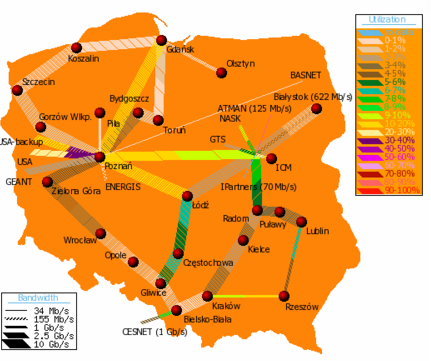 Utilization
0-1%
1-2%
3-4%
4-5%
5-6%
6-7%
7-8%
8-9%
9-10%
10-20%
20-30%
30-40%
40-50%
50-60%
70-80%
90-100%
Gdańsk
Koszalin
Olsztyn
Szczecin
BASNET
Bydgoszcz
Białystok (622 Mb/s)
ATMAN (125 Mb/s)
NASK
Gorzów Wlkp.
Piła
Toruń
USA-backup
GTS
USA
Poznań
ICM
GEANT
ENERGIS
IPartners (70 Mb/s)
Zielona Góra
Łódź
Radom
Puławy
Lublin
Wrocław
Kielce
Opole
Częstochowa
Gliwice
Kraków
Rzeszów
Bielsko-Biała
CESNET (1 Gb/s)
Bandwidth
34 Mb/s
155 Mb/s
1 Gb/s
2.5 Gb/s
10 Gb/s